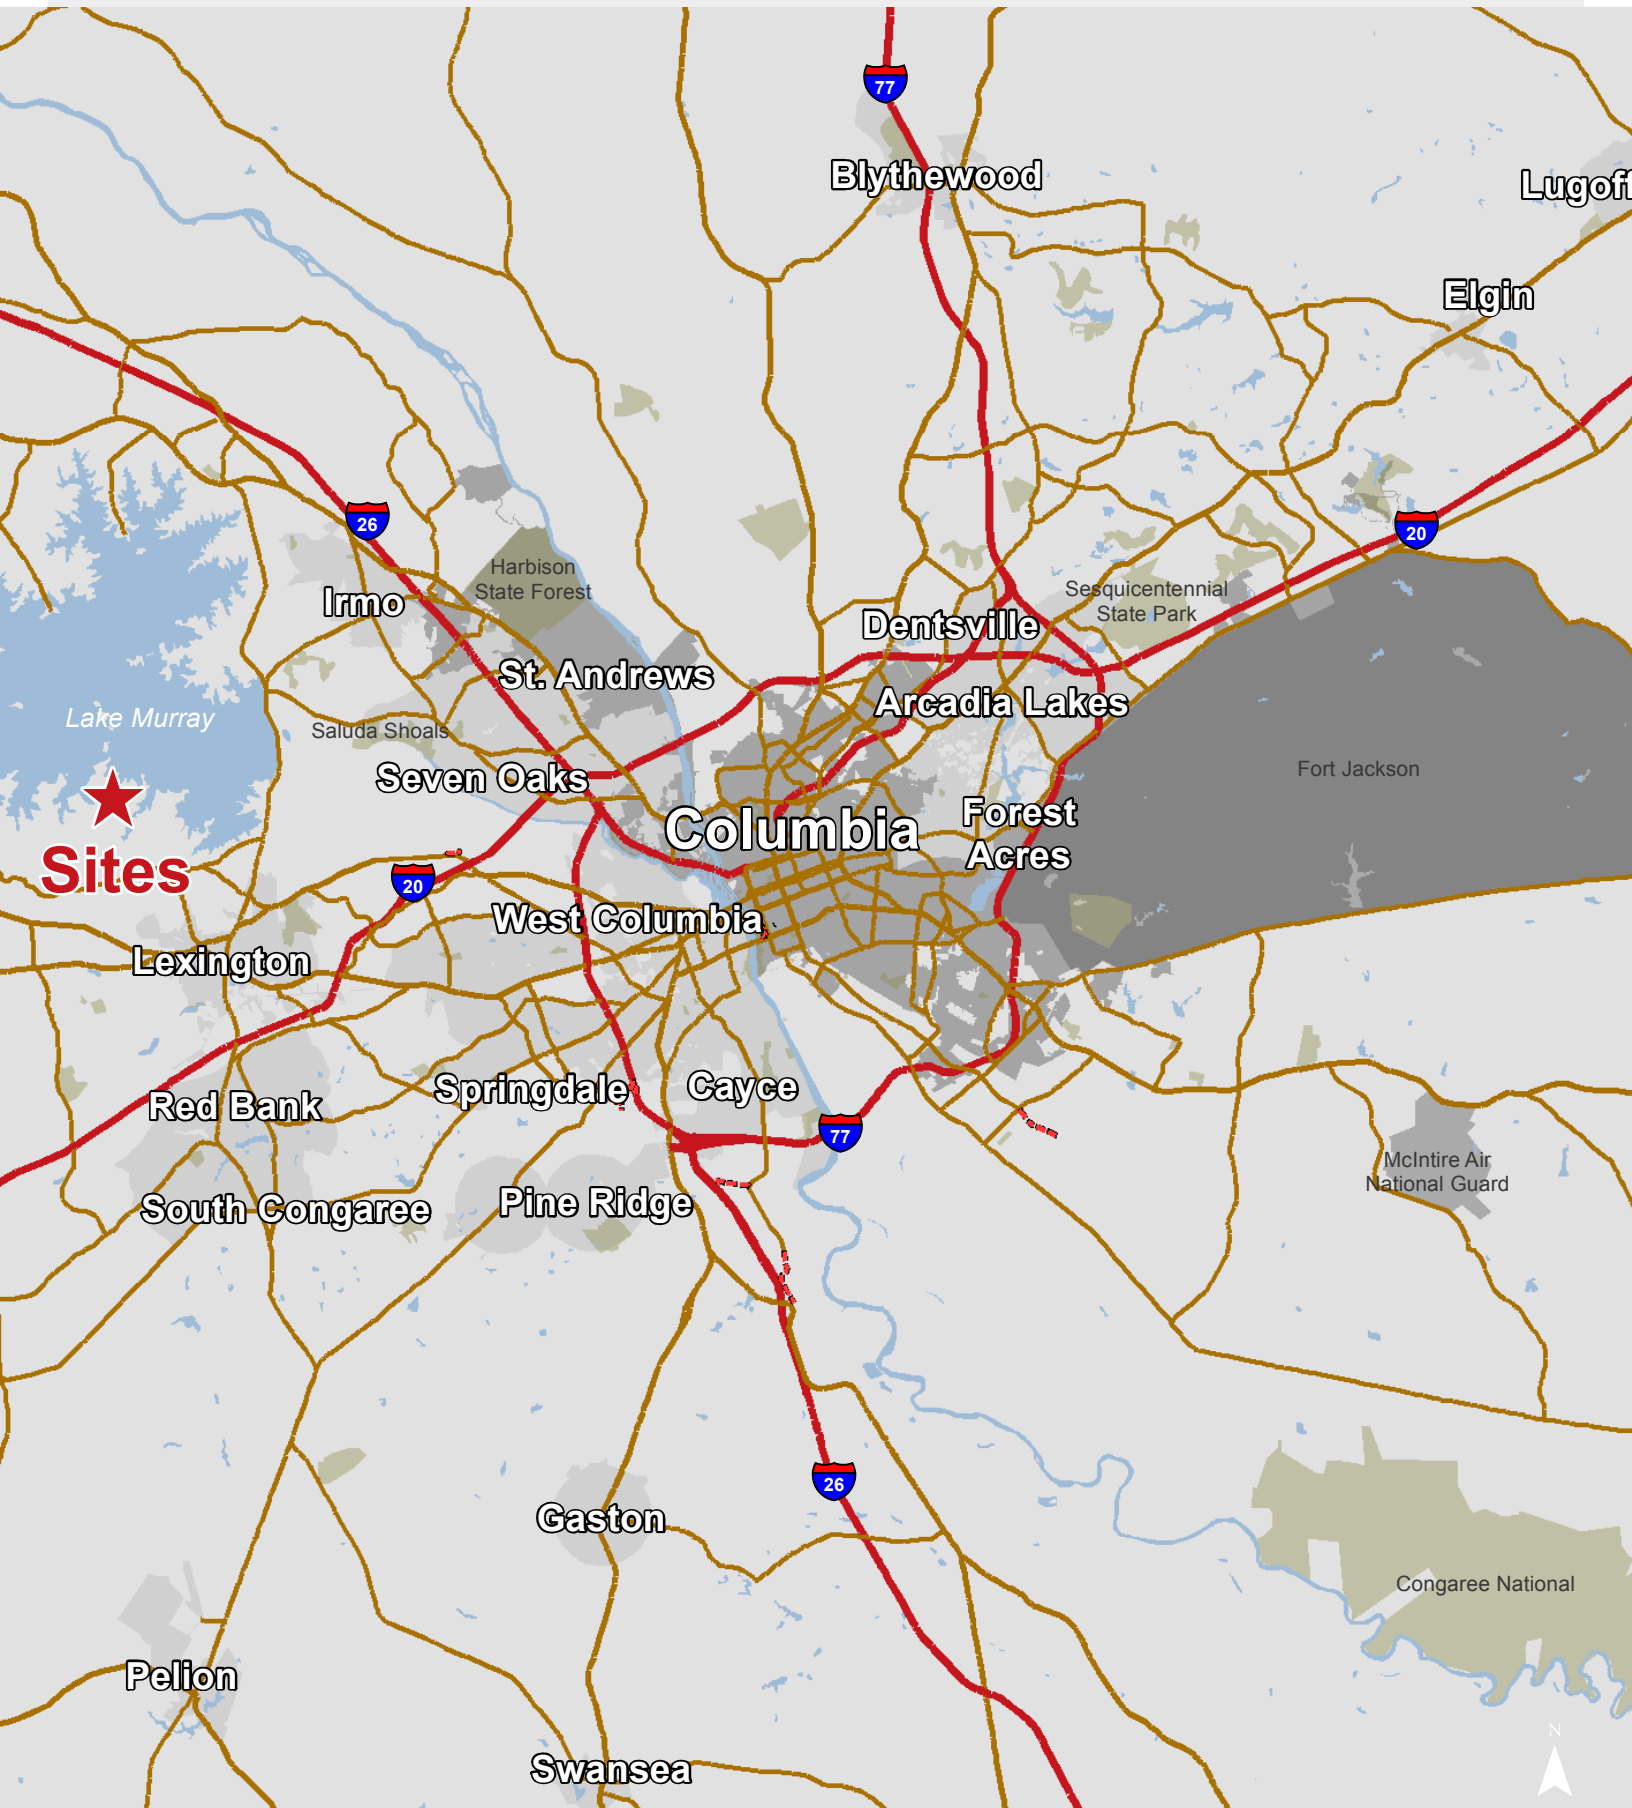 77
Blythewood
Lugoff
Elgin
26
20
Harbison
State Forest
Irmo
Sesquicentennial
State Park
Dentsville
St. Andrews
Arcadia Lakes
Lake Murray
Saluda Shoals
Fort Jackson
Seven Oaks
Forest
Acres
Columbia
Sites
20
West Columbia
Lexington
Springdale
Cayce
Red Bank
77
McIntire Air
National Guard
South Congaree
Pine Ridge
26
Gaston
Congaree National
Pelion
N
Swansea